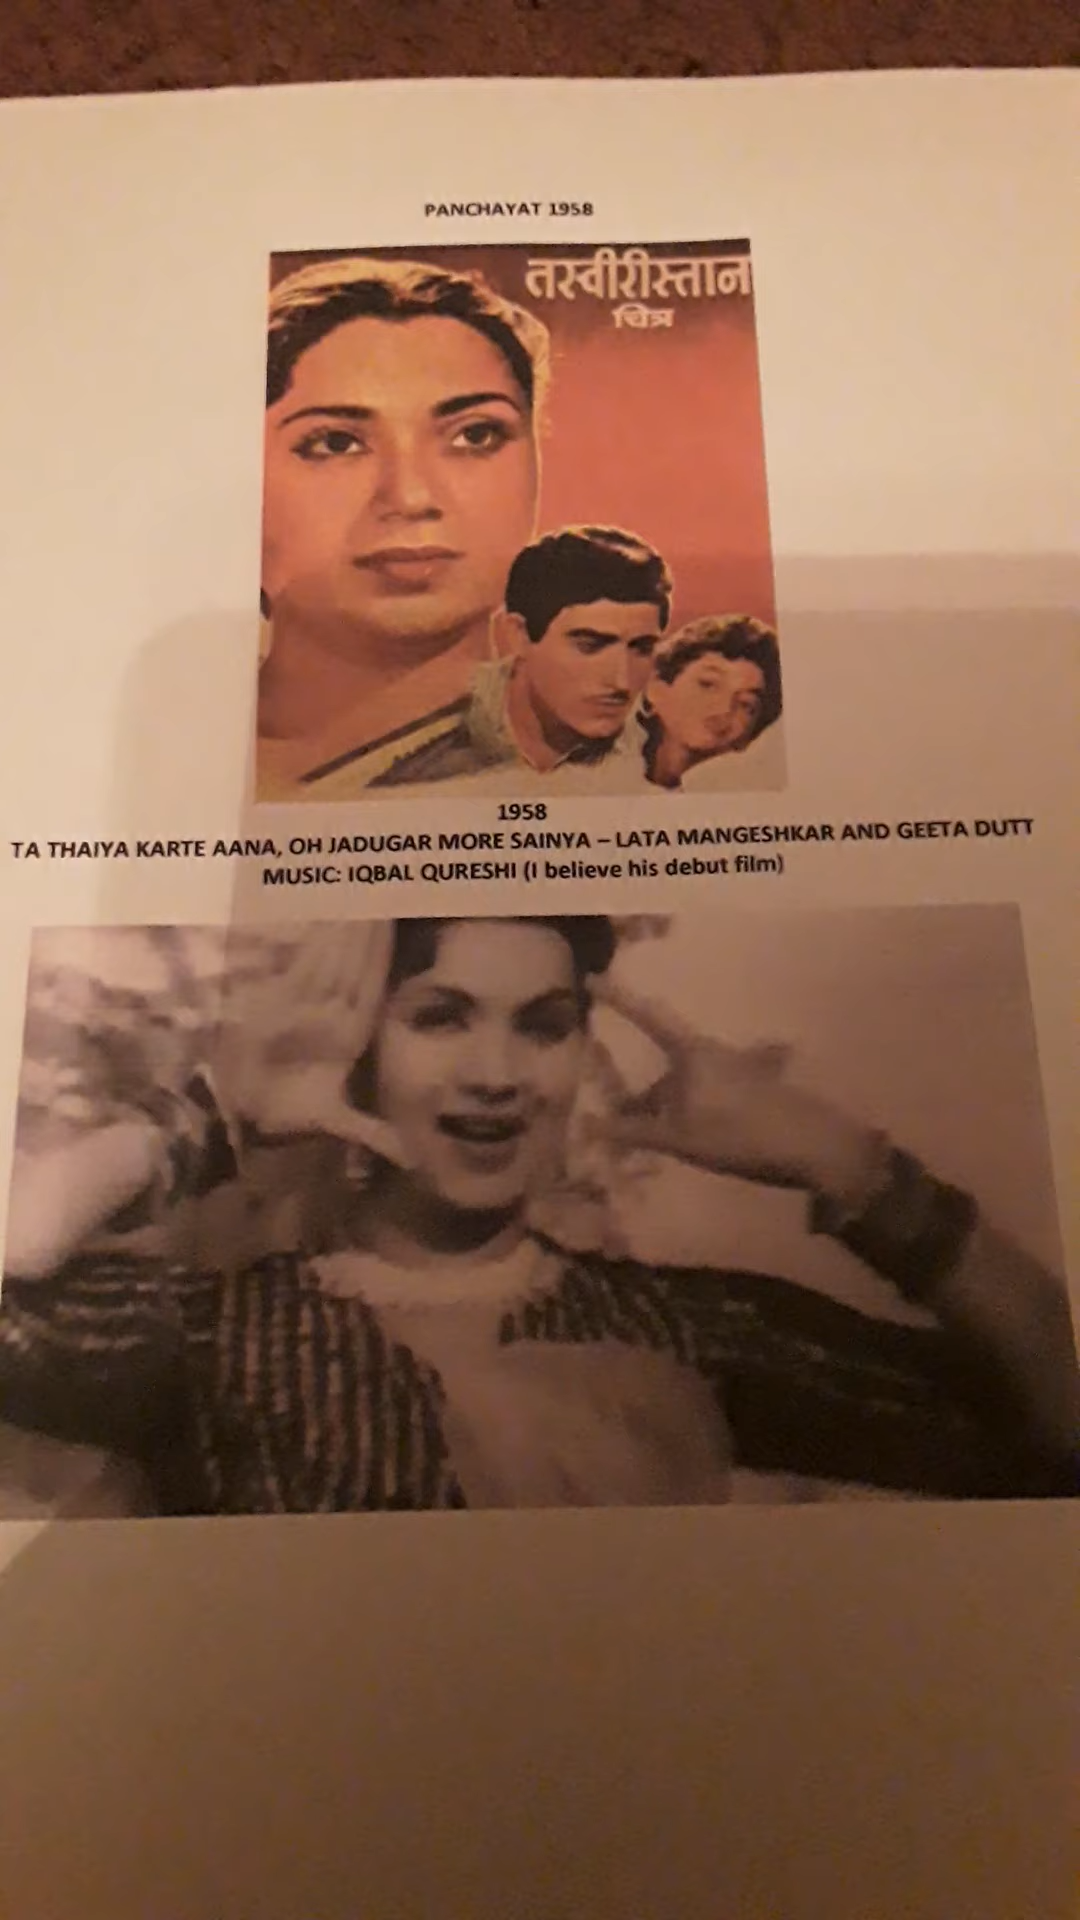 PANCHAYAT 1958
तस्वीरीस्तान
चित्र
1958
TA THAIYA KARTE AANA, OH JADUGAR MORE SAINYA – LATA MANGESHKAR AND GEETA DUTT
MUSIC: IQBAL QURESHI (I believe his debut film)